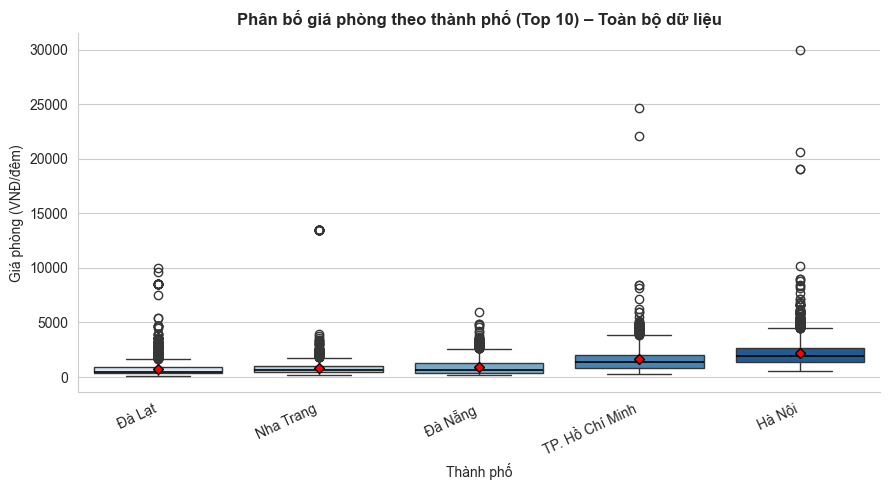 Phân bố giá phòng theo thành phố (Top 10) – Toàn bộ dữ liệu
Giá phòng (VNĐ/đêm)
30000
25000
20000
15000
10000
5000
0
Đà Lạt
Nha Trang
Đà Nẵng
TP. Hồ Chí Minh
Hà Nội
Thành phố